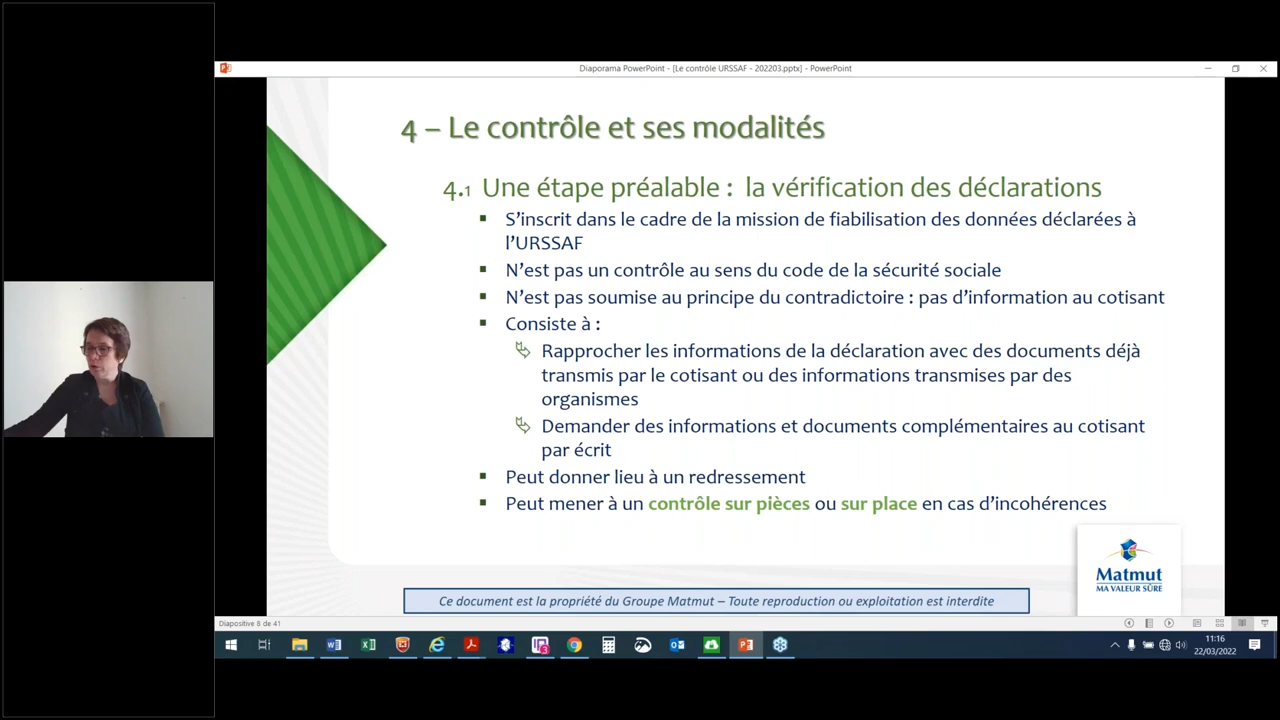 Diaporama PowerPoint - [Le contrôle URSSAF - 202203.pptx] - PowerPoint
4 – Le contrôle et ses modalités
4.1 Une étape préalable : la vérification des déclarations
S’inscrit dans le cadre de la mission de fiabilisation des données déclarées à
l’URSSAF
N’est pas un contrôle au sens du code de la sécurité sociale
N’est pas soumise au principe du contradictoire : pas d’information au cotisant
Consiste à :
Rapprocher les informations de la déclaration avec des documents déjà
transmis par le cotisant ou des informations transmises par des
organismes
Demander des informations et documents complémentaires au cotisant
par écrit
Peut donner lieu à un redressement
Peut mener à un contrôle sur pièces ou sur place en cas d’incohérences
Matmut
MA VALEUR SÛRE
Ce document est la propriété du Groupe Matmut – Toute reproduction ou exploitation est interdite
Diapositive 8 de 41
11:16
22/03/2022